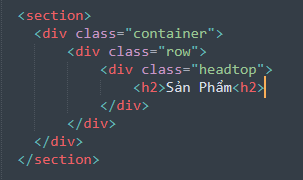 <section>
<div class="container">
<div class="row">
<div class="headtop">
<h2>Sản Phẩm<h2>
</div>
</div>
</div>
</section>